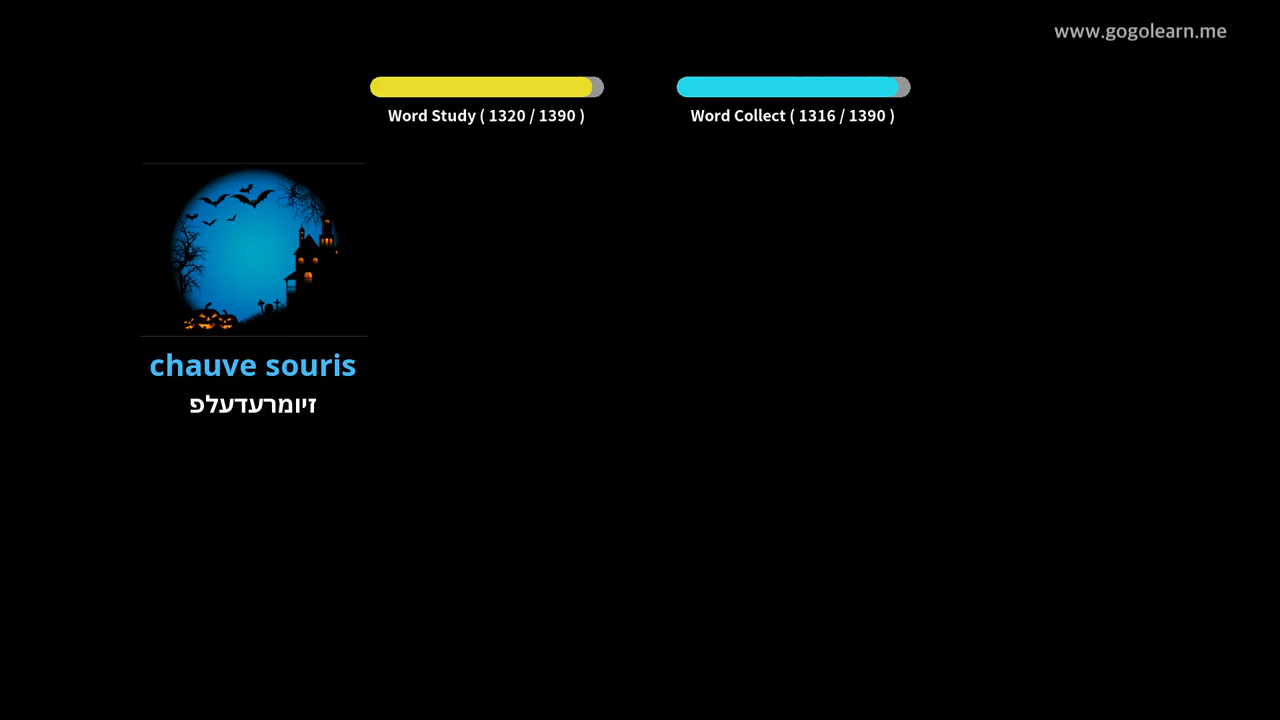 www.gogolearn.me
Word Study ( 1320 / 1390 )
Word Collect ( 1316 / 1390 )
chauve souris
זיומרעדעלפ